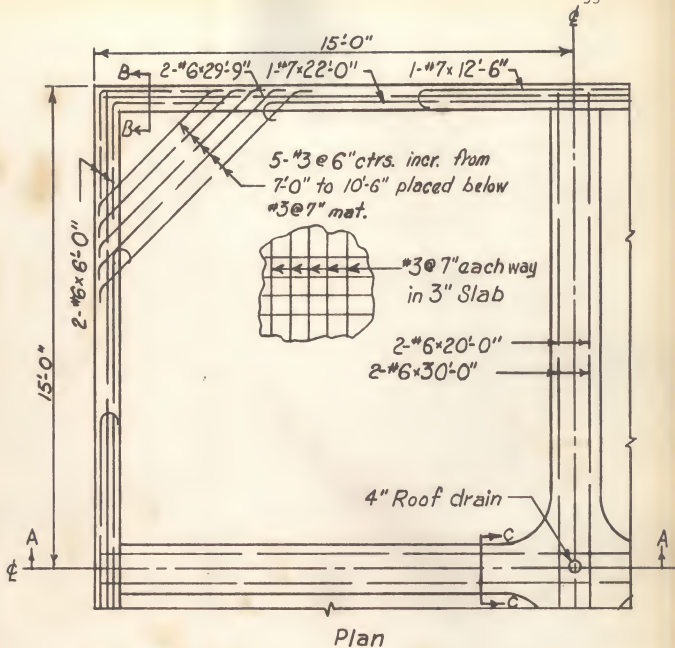 ℄
15'-0"
B
2-#6×29'-9"
1-#7×22'-0"
1-#7×12'-6"
B
5-#3 @ 6" ctrs. incr. from
7'-0" to 10'-6" placed below
#3@7" mat.
2-#6×6'-0"
#3@7" each way
in 3" Slab
15'-0"
2-#6×20'-0"
2-#6×30'-0"
4" Roof drain
A
C
A
℄
C
Plan